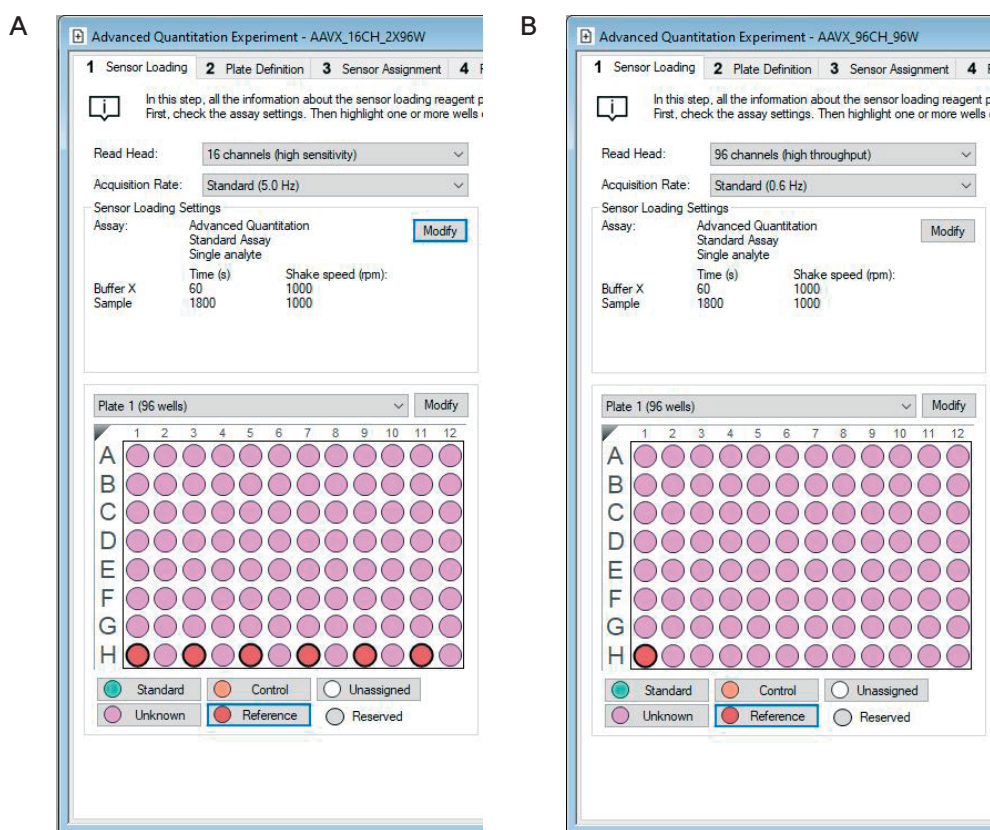 A
Advanced Quantitation Experiment - AAVX_16CH_2X96W
1 Sensor Loading 2 Plate Definition 3 Sensor Assignment 4
In this step, all the information about the sensor loading reagent p
First, check the assay settings. Then highlight one or more wells
Read Head: 16 channels (high sensitivity)
Acquisition Rate: Standard (5.0 Hz)
Sensor Loading Settings
Assay: Advanced Quantitation
Standard Assay
Single analyte
Modify
Time (s) Shake speed (rpm):
Buffer X 60 1000
Sample 1800 1000
Plate 1 (96 wells) Modify
1 2 3 4 5 6 7 8 9 10 11 12
A
B
C
D
E
F
G
H
Standard Control Unassigned
Unknown Reference Reserved
B
Advanced Quantitation Experiment - AAVX_96CH_96W
1 Sensor Loading 2 Plate Definition 3 Sensor Assignment 4
In this step, all the information about the sensor loading reagent p
First, check the assay settings. Then highlight one or more wells
Read Head: 96 channels (high throughput)
Acquisition Rate: Standard (0.6 Hz)
Sensor Loading Settings
Assay: Advanced Quantitation
Standard Assay
Single analyte
Modify
Time (s) Shake speed (rpm):
Buffer X 60 1000
Sample 1800 1000
Plate 1 (96 wells) Modify
1 2 3 4 5 6 7 8 9 10 11 12
A
B
C
D
E
F
G
H
Standard Control Unassigned
Unknown Reference Reserved